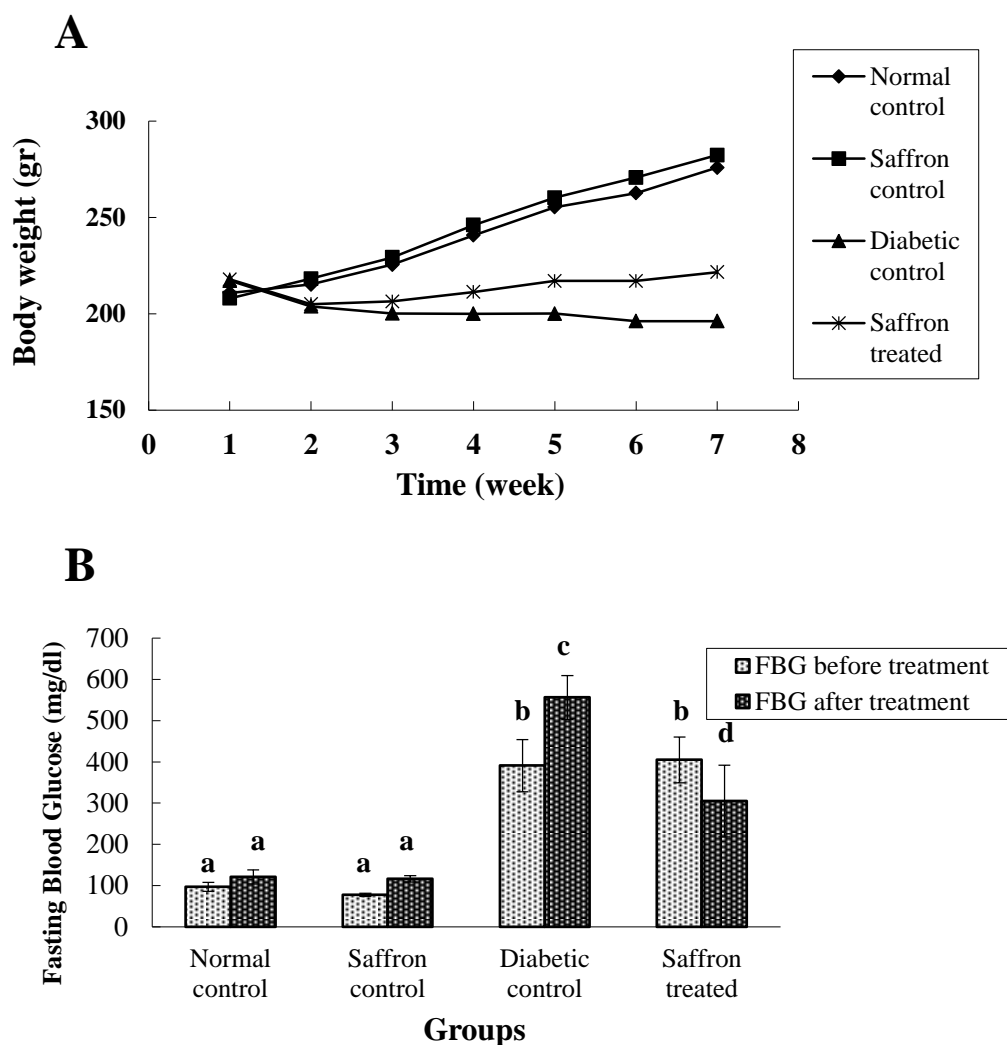 A
Normal
control
Saffron
control
Diabetic
control
Saffron
treated
300
250
200
150
0 1 2 3 4 5 6 7 8
Body weight (gr)
Time (week)
B
700
600
500
400
300
200
100
0
Fasting Blood Glucose (mg/dl)
FBG before treatment
FBG after treatment
a a a a b c b d
Normal
control
Saffron
control
Diabetic
control
Saffron
treated
Groups